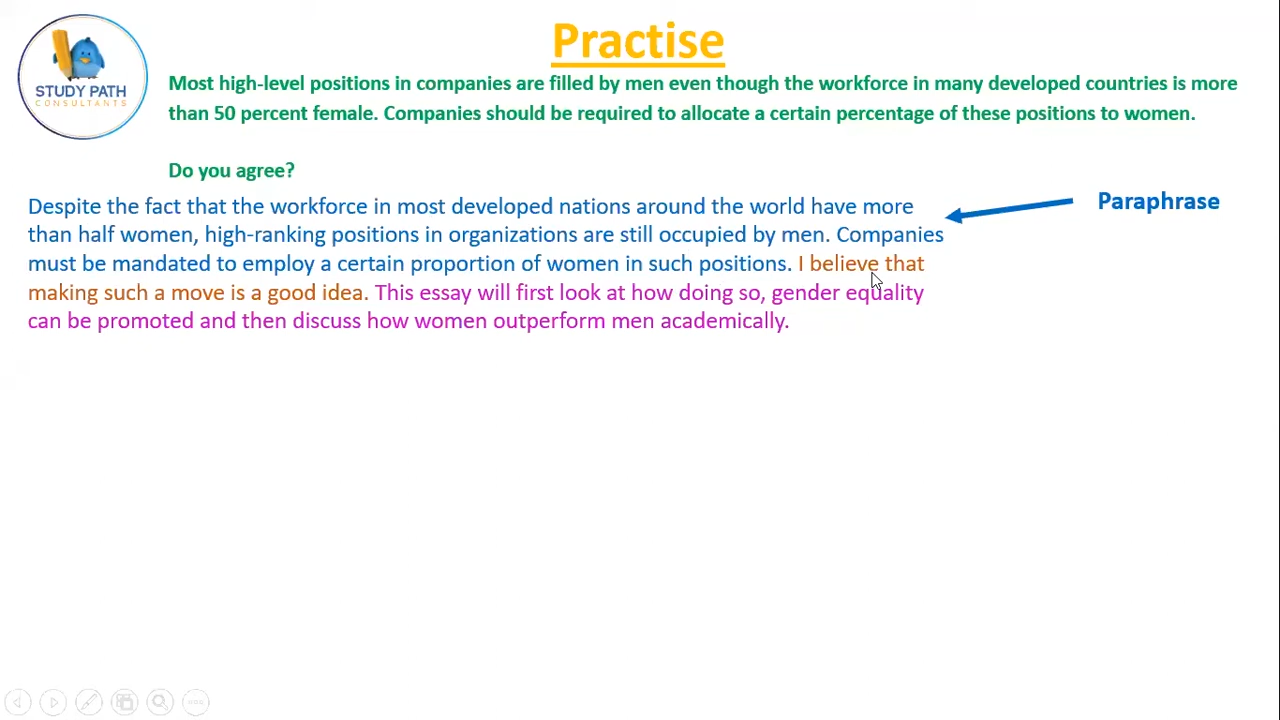 Practise
STUDY PATH
CONSULTANTS
Most high-level positions in companies are filled by men even though the workforce in many developed countries is more
than 50 percent female. Companies should be required to allocate a certain percentage of these positions to women.
Do you agree?
Despite the fact that the workforce in most developed nations around the world have more
than half women, high-ranking positions in organizations are still occupied by men. Companies
must be mandated to employ a certain proportion of women in such positions. I believe that
making such a move is a good idea. This essay will first look at how doing so, gender equality
can be promoted and then discuss how women outperform men academically.
Paraphrase